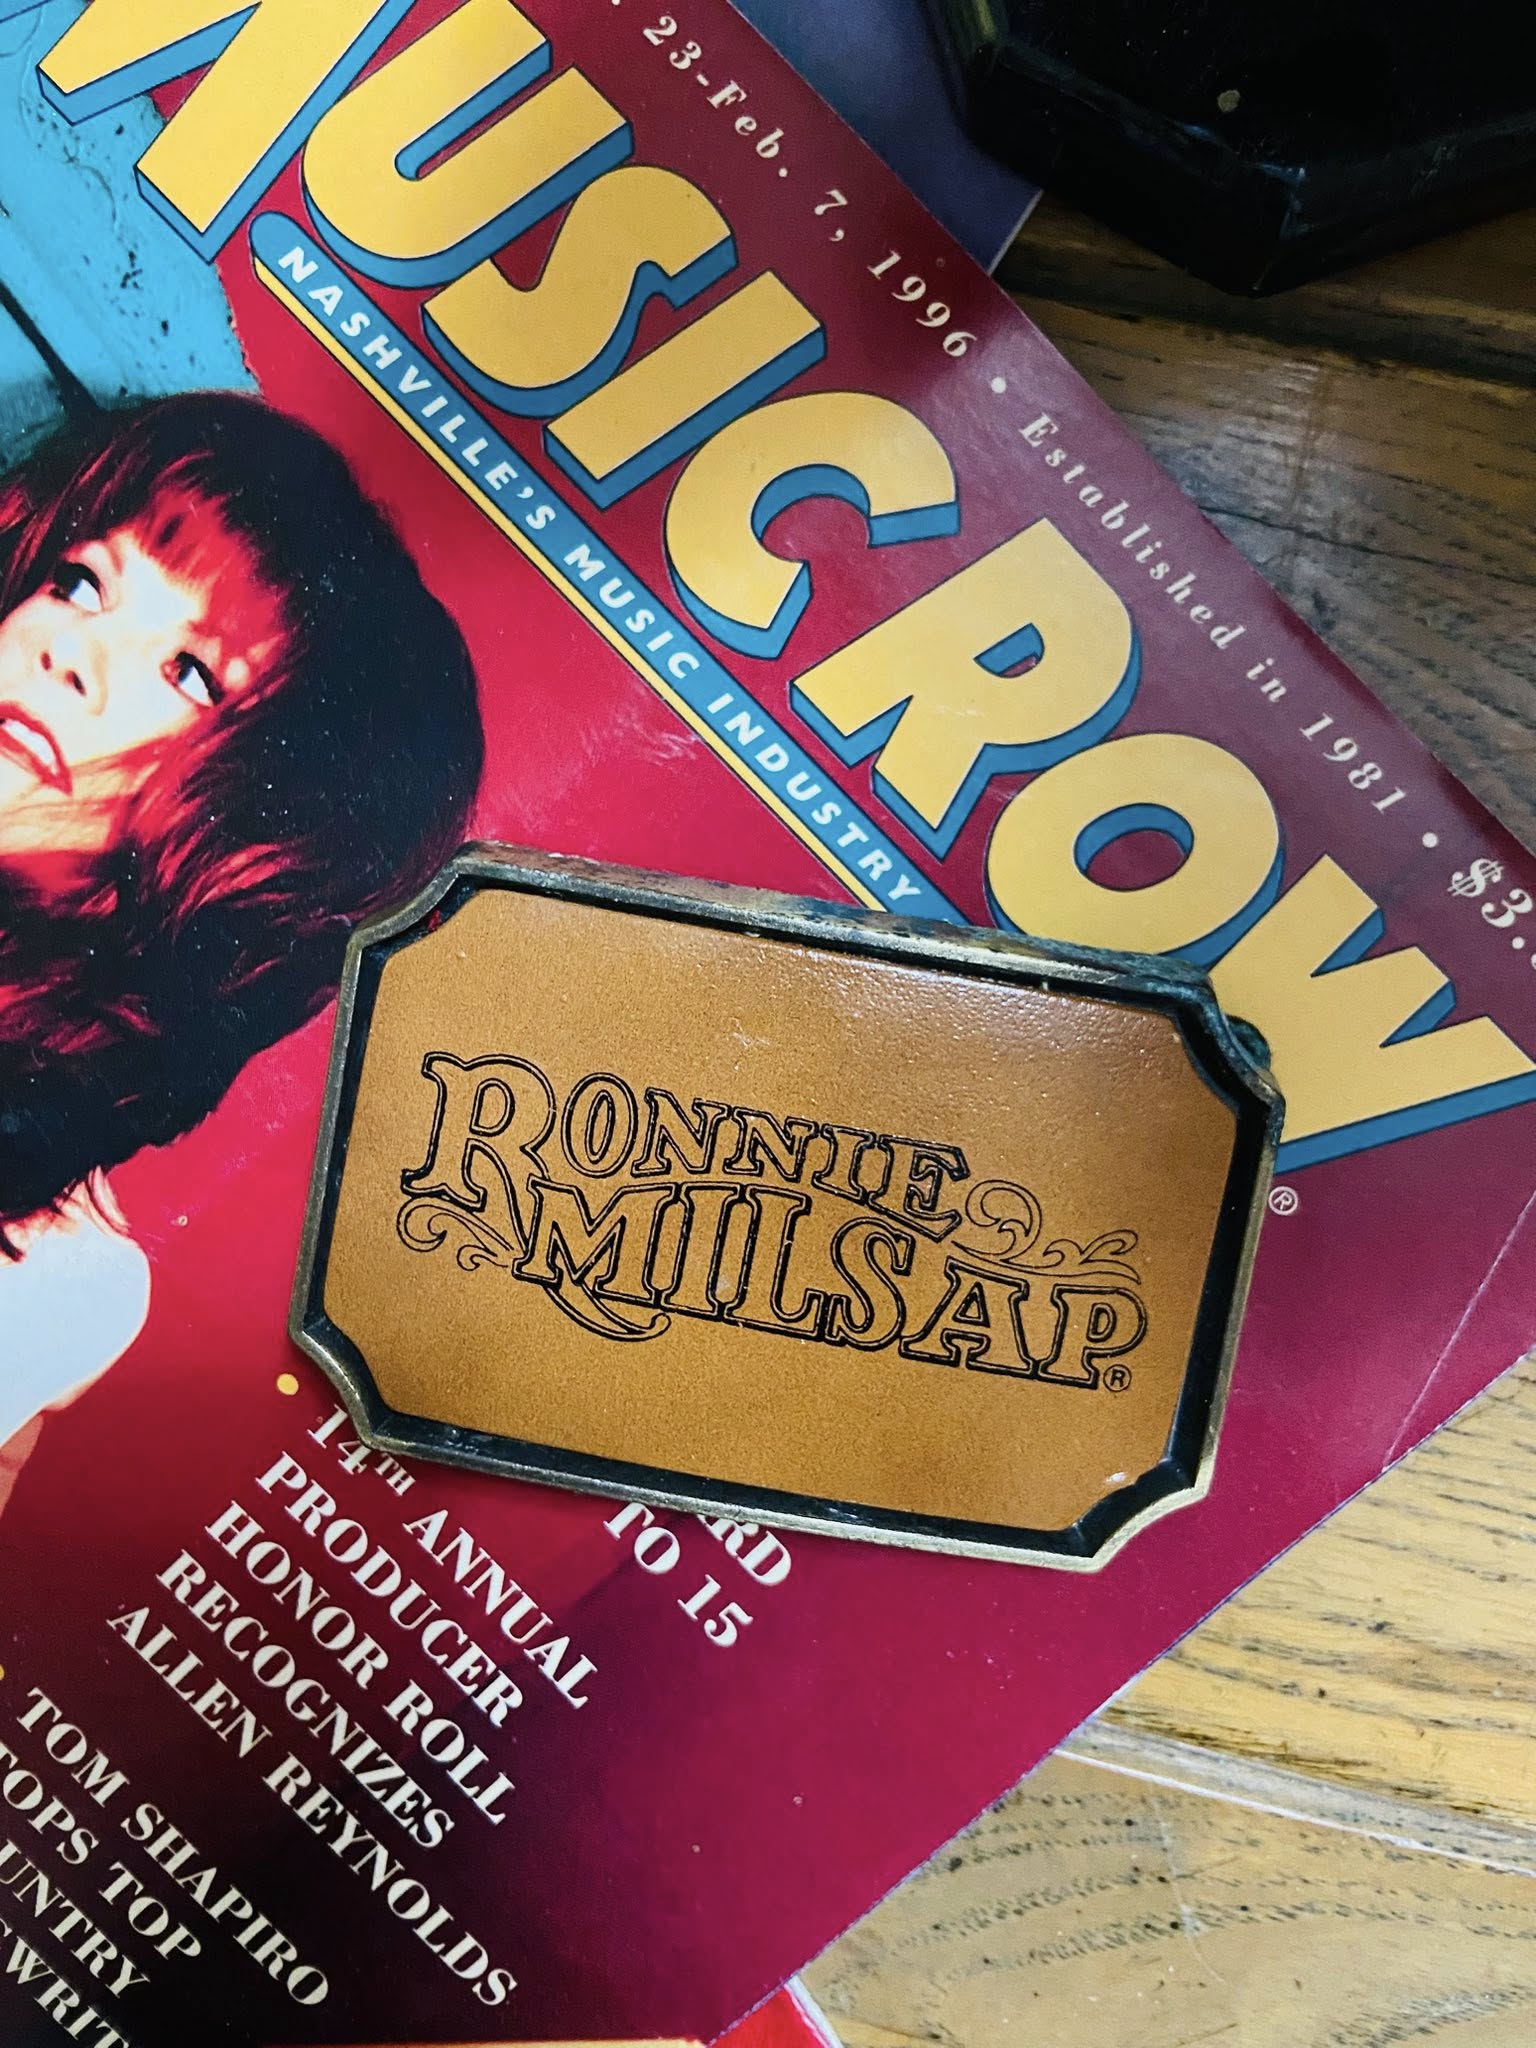 . 23-Feb. 7, 1996 • Established in 1981 • $3.
MUSIC ROW
NASHVILLE'S MUSIC INDUSTRY
®
RONNIE
MILSAP®
• 14TH ANNUAL
PRODUCER
HONOR ROLL
RECOGNIZES
ALLEN REYNOLDS
TO 15
TOM SHAPIRO
TOPS TOP